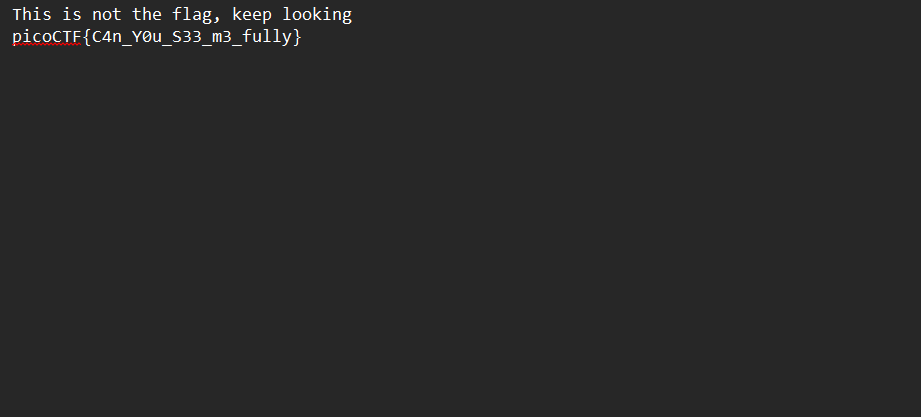 This is not the flag, keep looking
picoCTF{C4n_Y0u_S33_m3_fully}